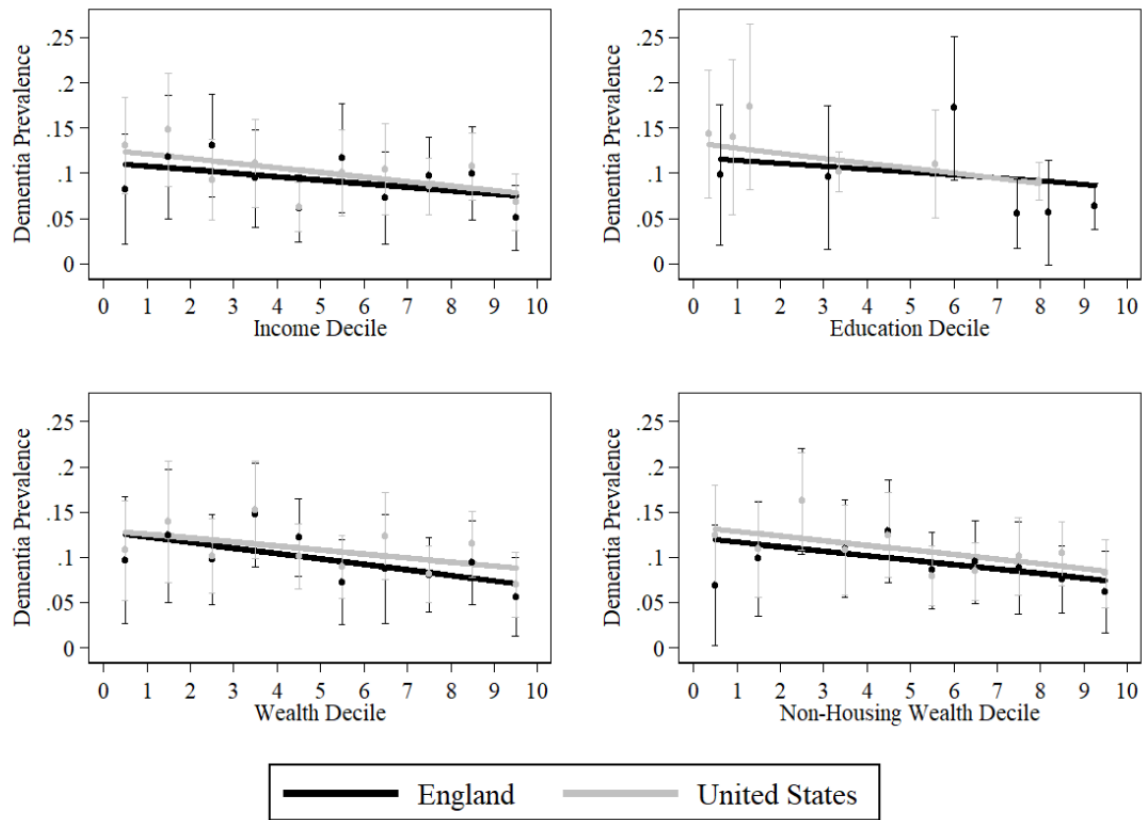 Dementia Prevalence
.25
.2
.15
.1
.05
0
0 1 2 3 4 5 6 7 8 9 10
Income Decile
Dementia Prevalence
.25
.2
.15
.1
.05
0
0 1 2 3 4 5 6 7 8 9 10
Education Decile
Dementia Prevalence
.25
.2
.15
.1
.05
0
0 1 2 3 4 5 6 7 8 9 10
Wealth Decile
Dementia Prevalence
.25
.2
.15
.1
.05
0
0 1 2 3 4 5 6 7 8 9 10
Non-Housing Wealth Decile
England United States